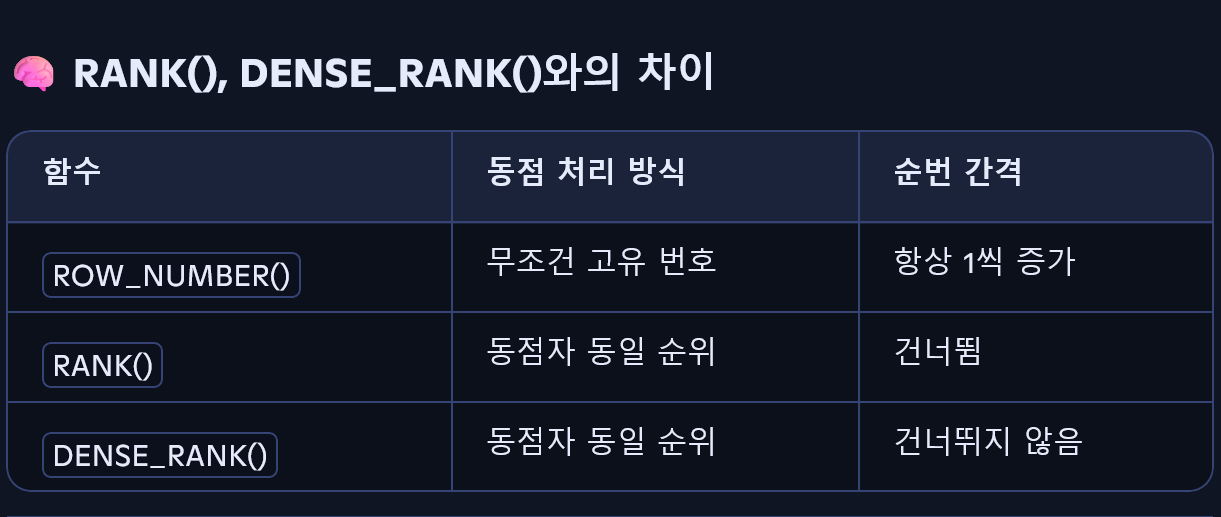 🧠 RANK(), DENSE_RANK()와의 차이
함수 동점 처리 방식 순번 간격
ROW_NUMBER() 무조건 고유 번호 항상 1씩 증가
RANK() 동점자 동일 순위 건너뜀
DENSE_RANK() 동점자 동일 순위 건너뛰지 않음